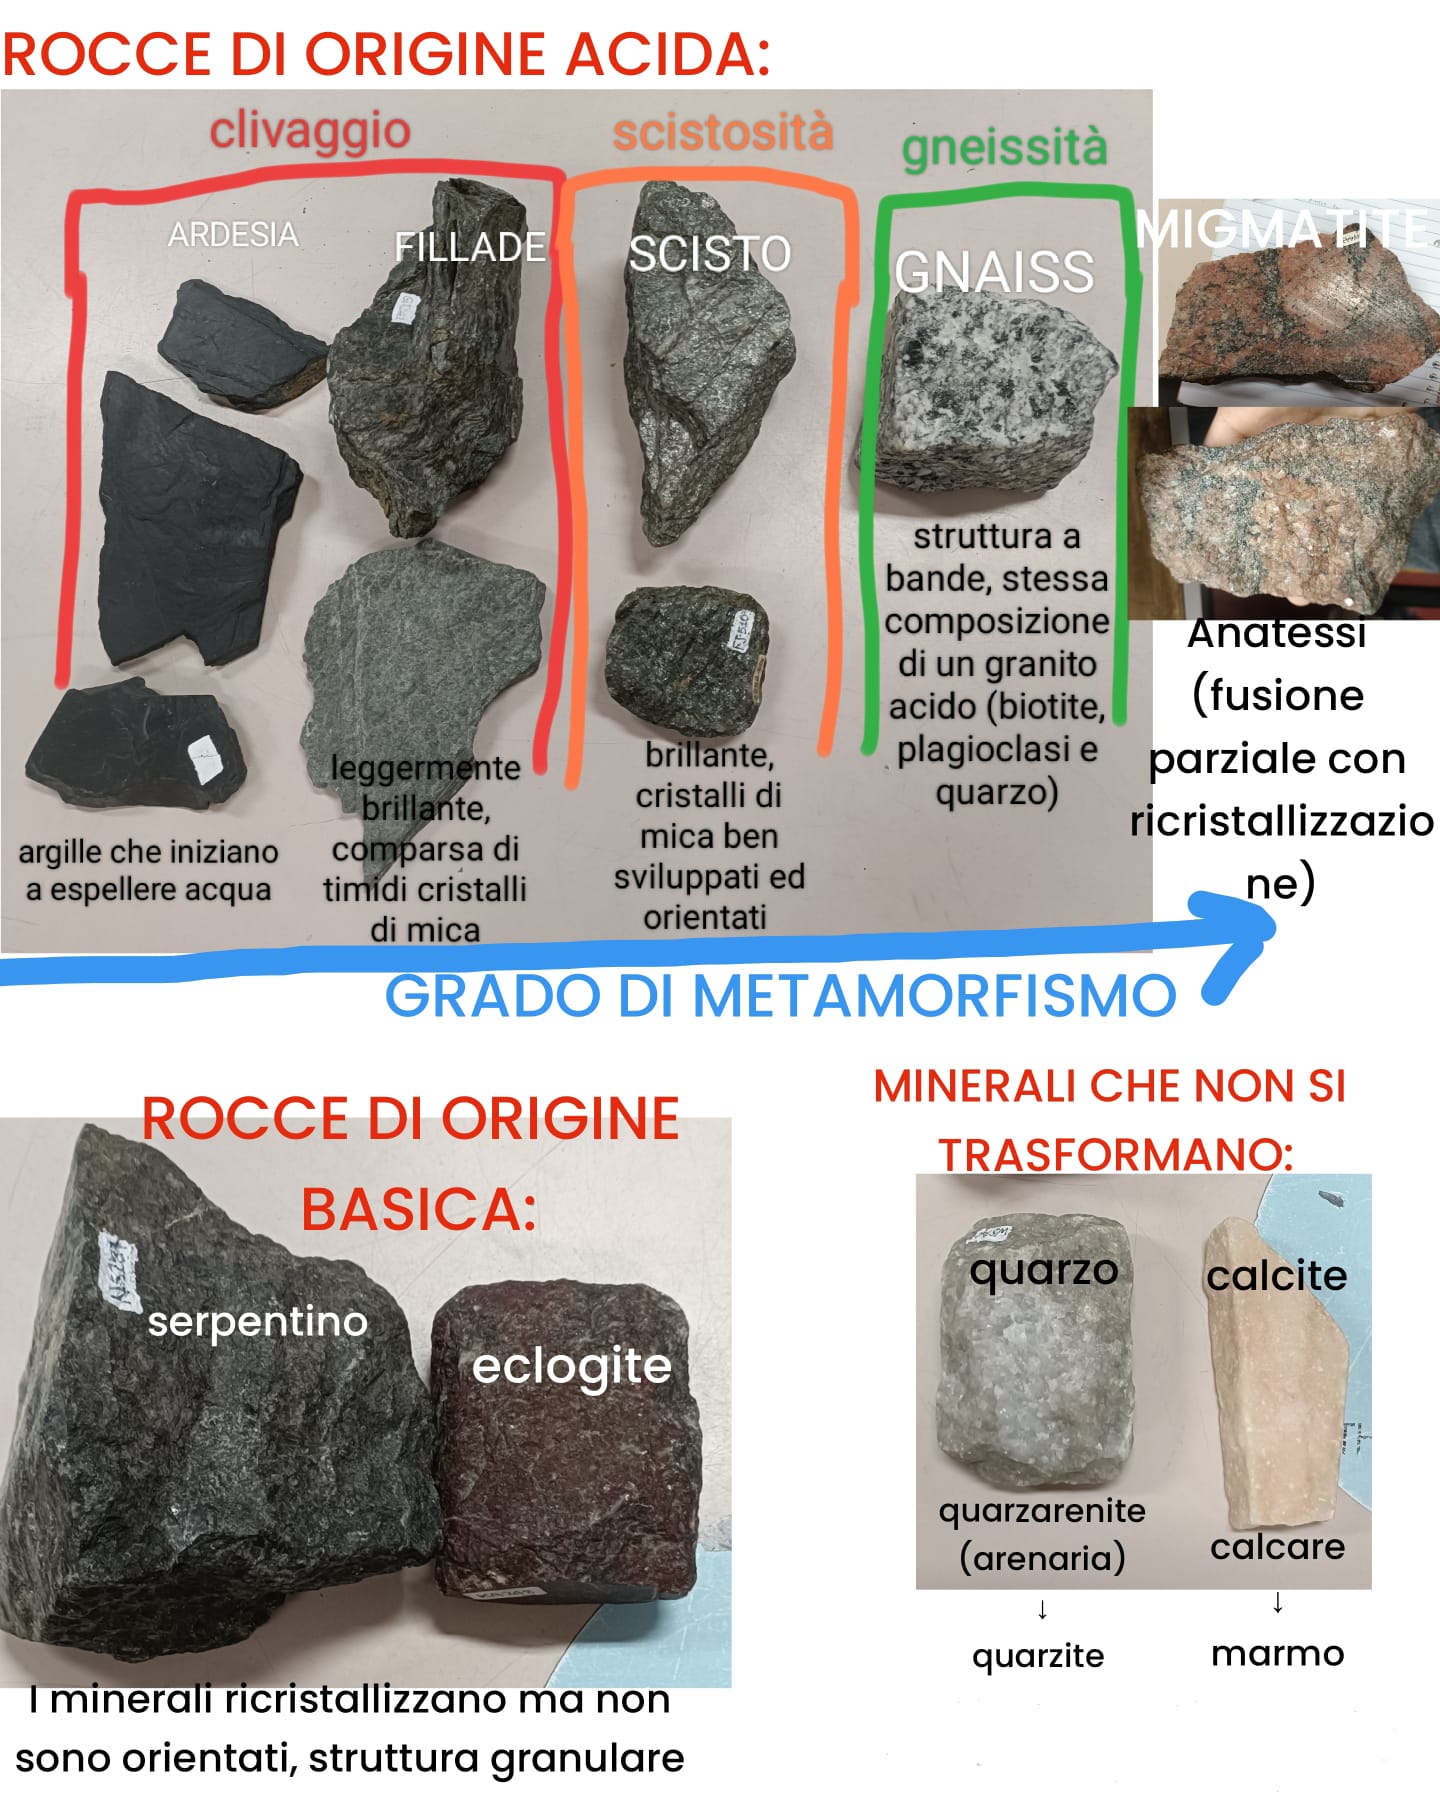 ROCCE DI ORIGINE ACIDA:
clivaggio
scistosità
gneissità
ARDESIA
FILLADE
SCISTO
GNAISS
MIGMATITE
argille che iniziano
a espellere acqua
leggermente
brillante,
comparsa di
timidi cristalli
di mica
brillante,
cristalli di
mica ben
sviluppati ed
orientati
struttura a
bande, stessa
composizione
di un granito
acido (biotite,
plagioclasi e
quarzo)
Anatessi
(fusione
parziale con
ricristallizzazio
ne)
GRADO DI METAMORFISMO
ROCCE DI ORIGINE
BASICA:
serpentino
eclogite
I minerali ricristallizzano ma non
sono orientati, struttura granulare
MINERALI CHE NON SI
TRASFORMANO:
quarzo
calcite
quarzarenite
(arenaria)
↓
quarzite
calcare
↓
marmo